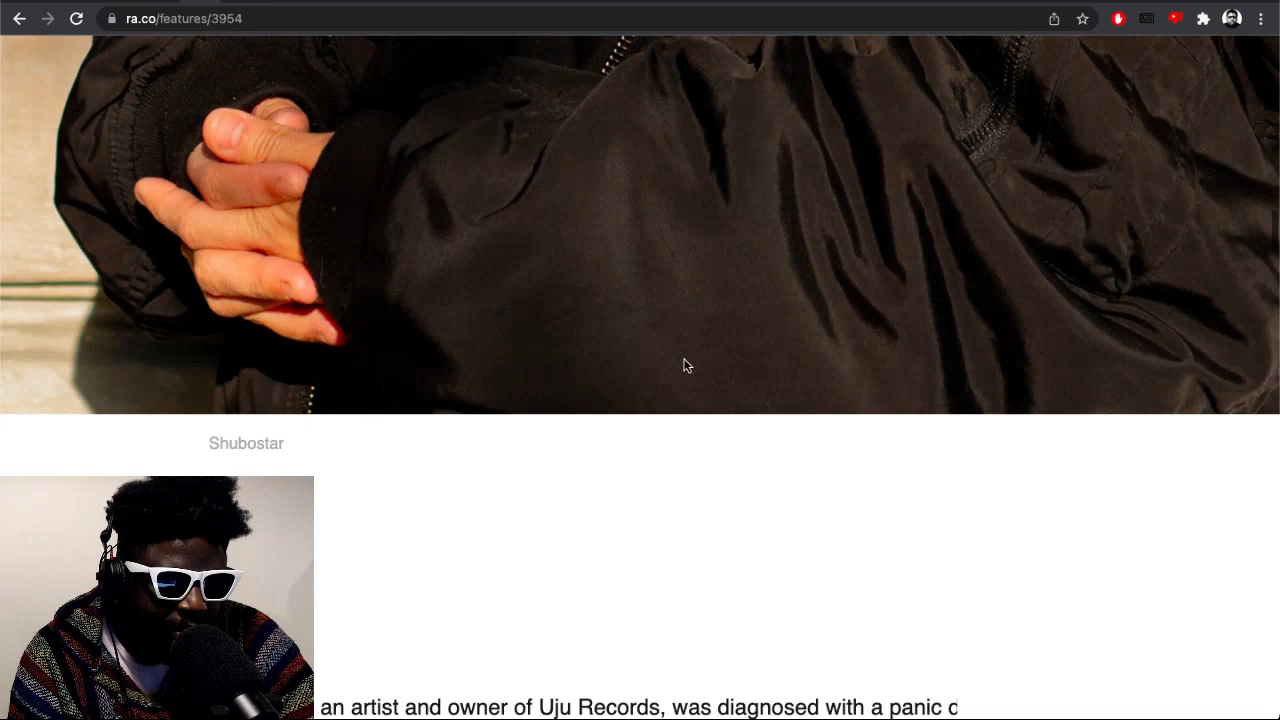 ra.co/features/3954
Shubostar
an artist and owner of Uju Records, was diagnosed with a panic